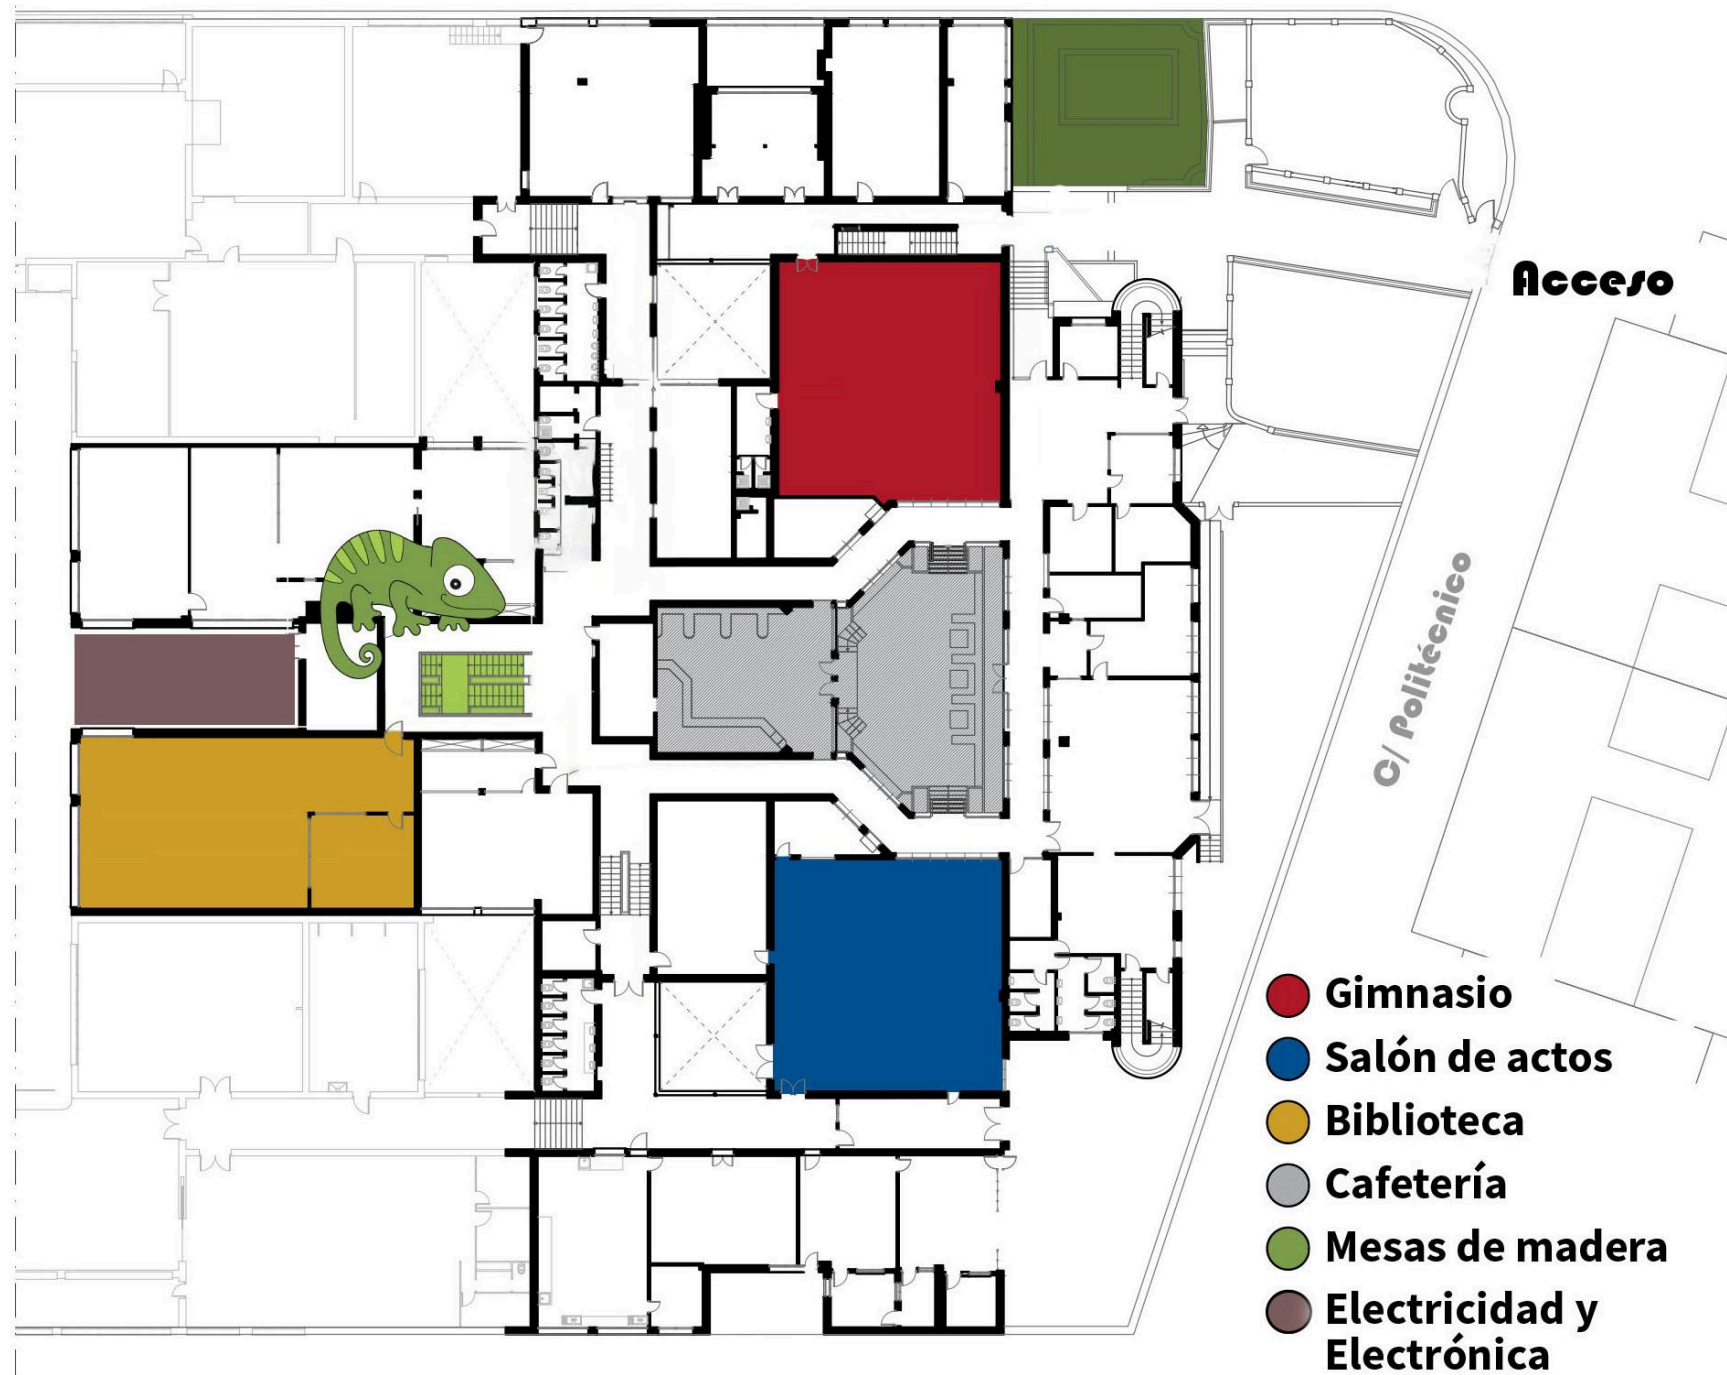 Acceso
C/ Politécnico
Gimnasio
Salón de actos
Biblioteca
Cafetería
Mesas de madera
Electricidad y
Electrónica